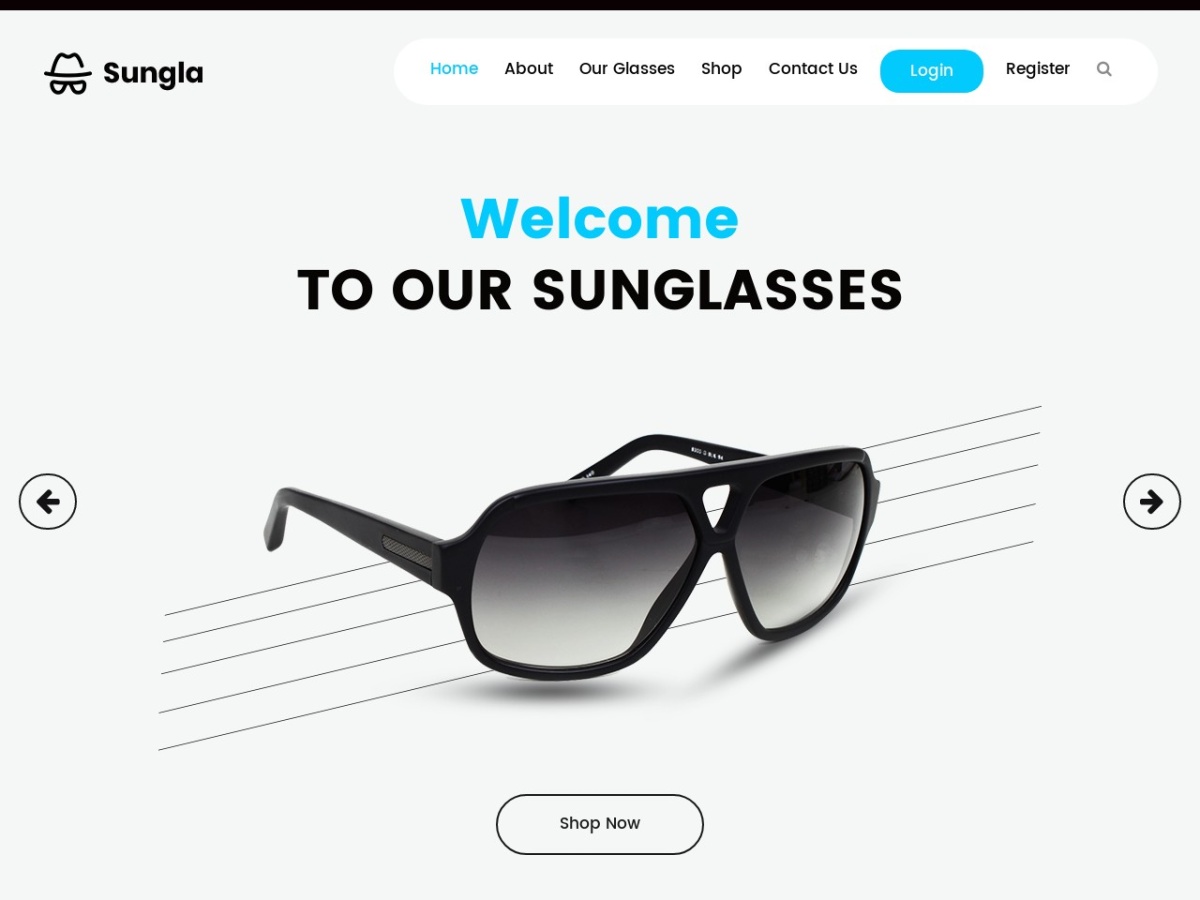 Sungla
Home About Our Glasses Shop Contact Us Login Register
Welcome
TO OUR SUNGLASSES
Shop Now